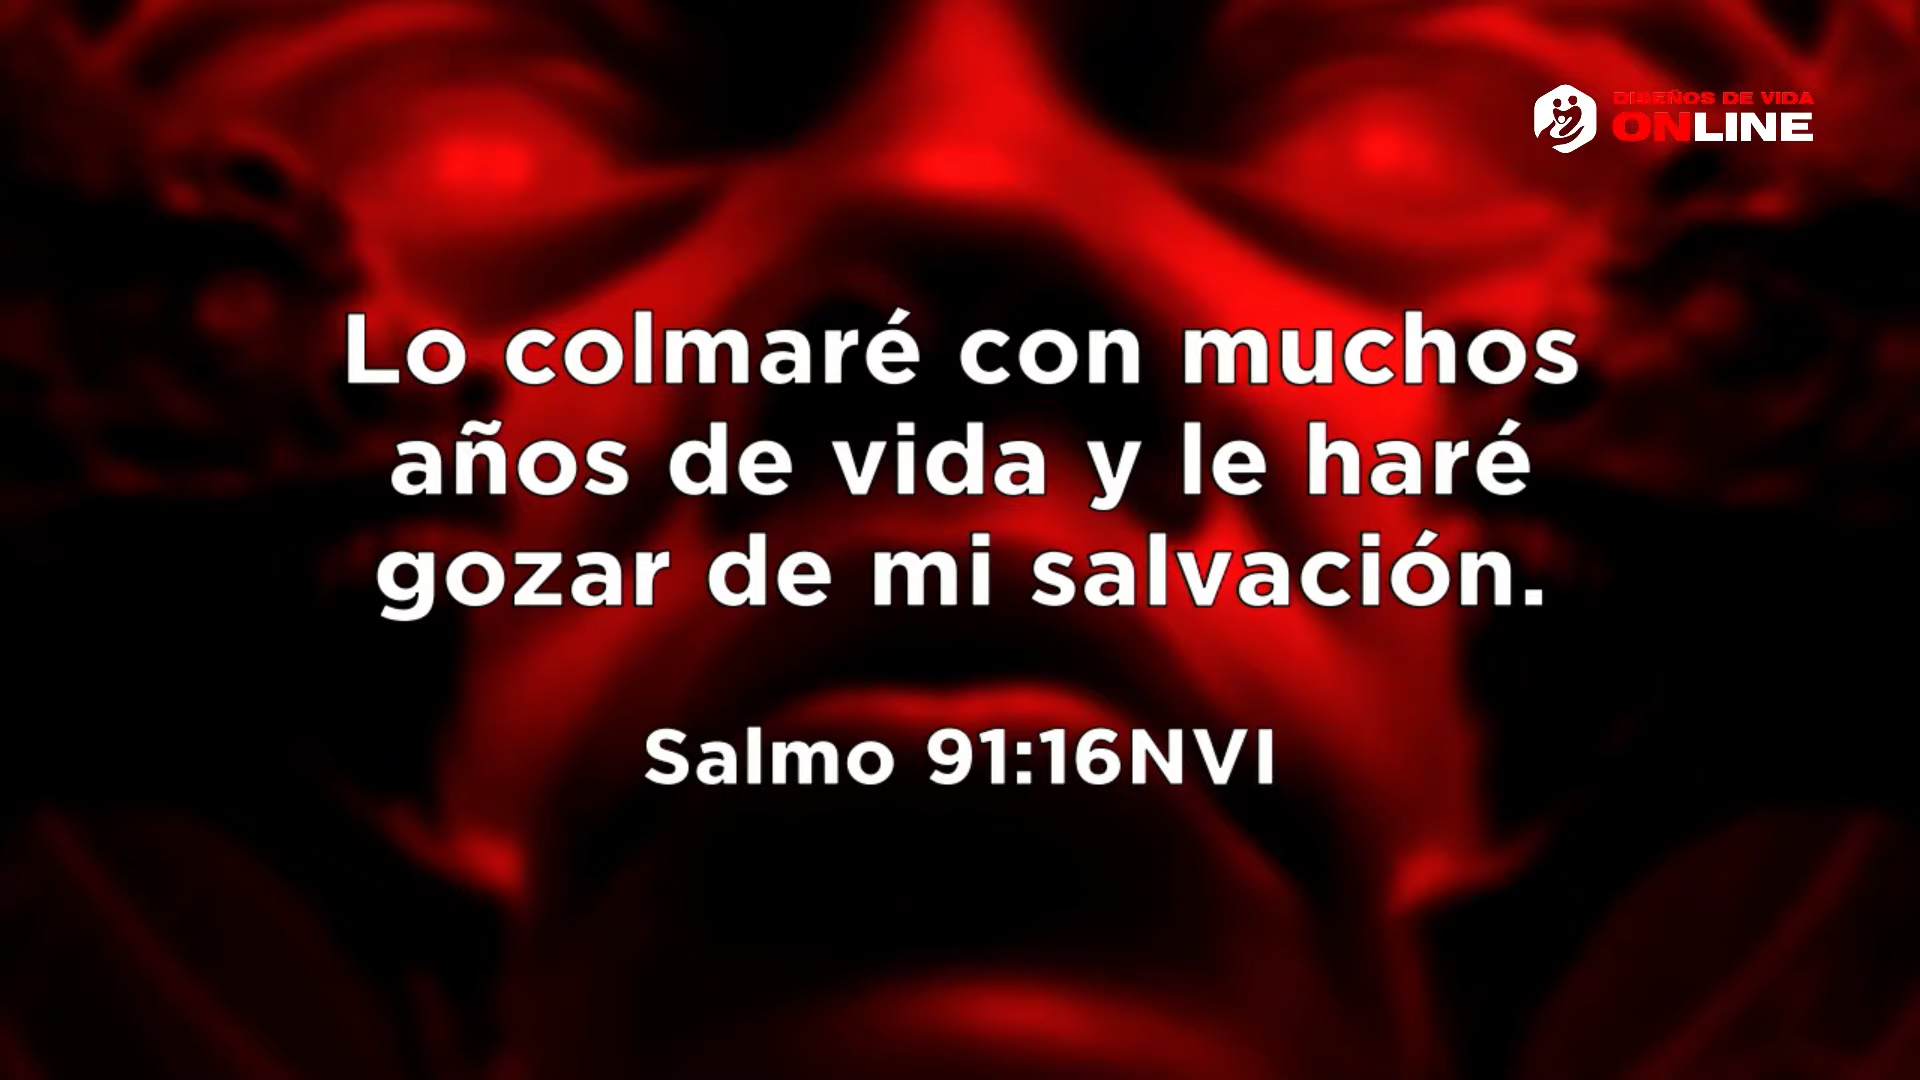 DISEÑOS DE VIDA
ONLINE
Lo colmaré con muchos
años de vida y le haré
gozar de mi salvación.
Salmo 91:16NVI